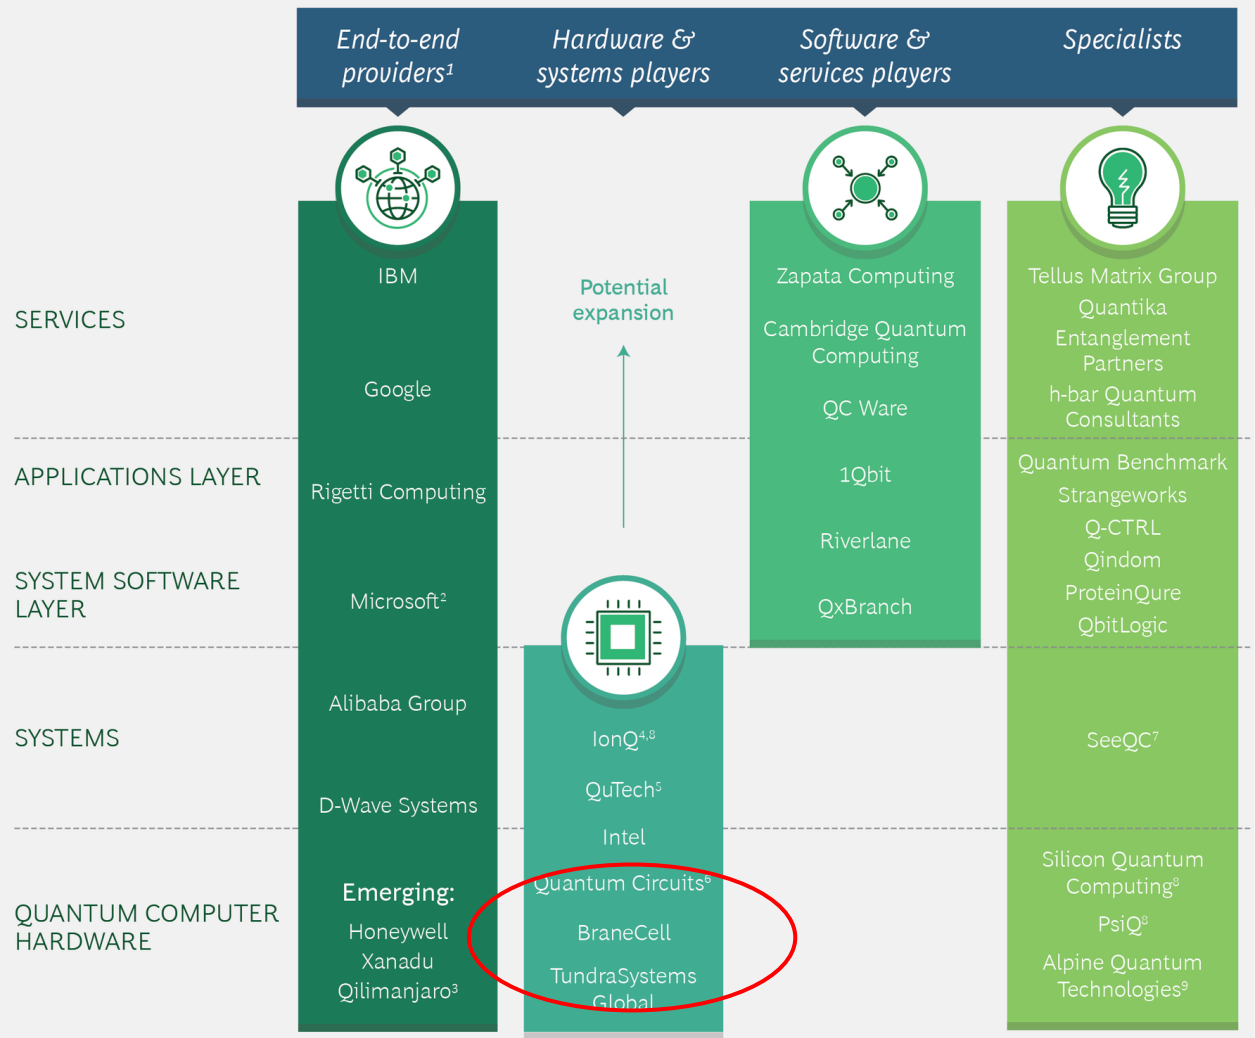 End-to-end
providers¹
Hardware &
systems players
Software &
services players
Specialists
SERVICES
APPLICATIONS LAYER
SYSTEM SOFTWARE
LAYER
SYSTEMS
QUANTUM COMPUTER
HARDWARE
IBM
Google
Rigetti Computing
Microsoft²
Alibaba Group
D-Wave Systems
Emerging:
Honeywell
Xanadu
Qilimanjaro³
Potential
expansion
IonQ⁴,⁸
QuTech⁵
Intel
Quantum Circuits⁶
BraneCell
TundraSystems
Global
Zapata Computing
Cambridge Quantum
Computing
QC Ware
1Qbit
Riverlane
QxBranch
Tellus Matrix Group
Quantika
Entanglement
Partners
h-bar Quantum
Consultants
Quantum Benchmark
Strangeworks
Q-CTRL
Qindom
ProteinQure
QbitLogic
SeeQC⁷
Silicon Quantum
Computing⁸
PsiQ⁸
Alpine Quantum
Technologies⁹